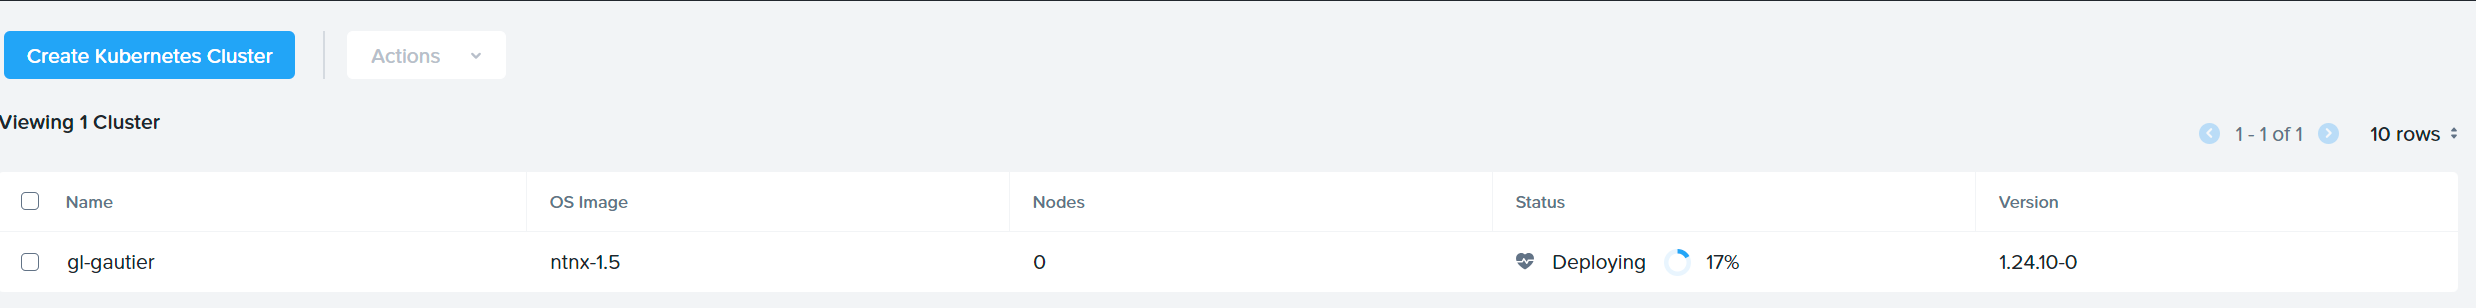 Create Kubernetes Cluster Actions
Viewing 1 Cluster
1 - 1 of 1 10 rows
Name OS Image Nodes Status Version
gl-gautier ntnx-1.5 0 Deploying 17% 1.24.10-0